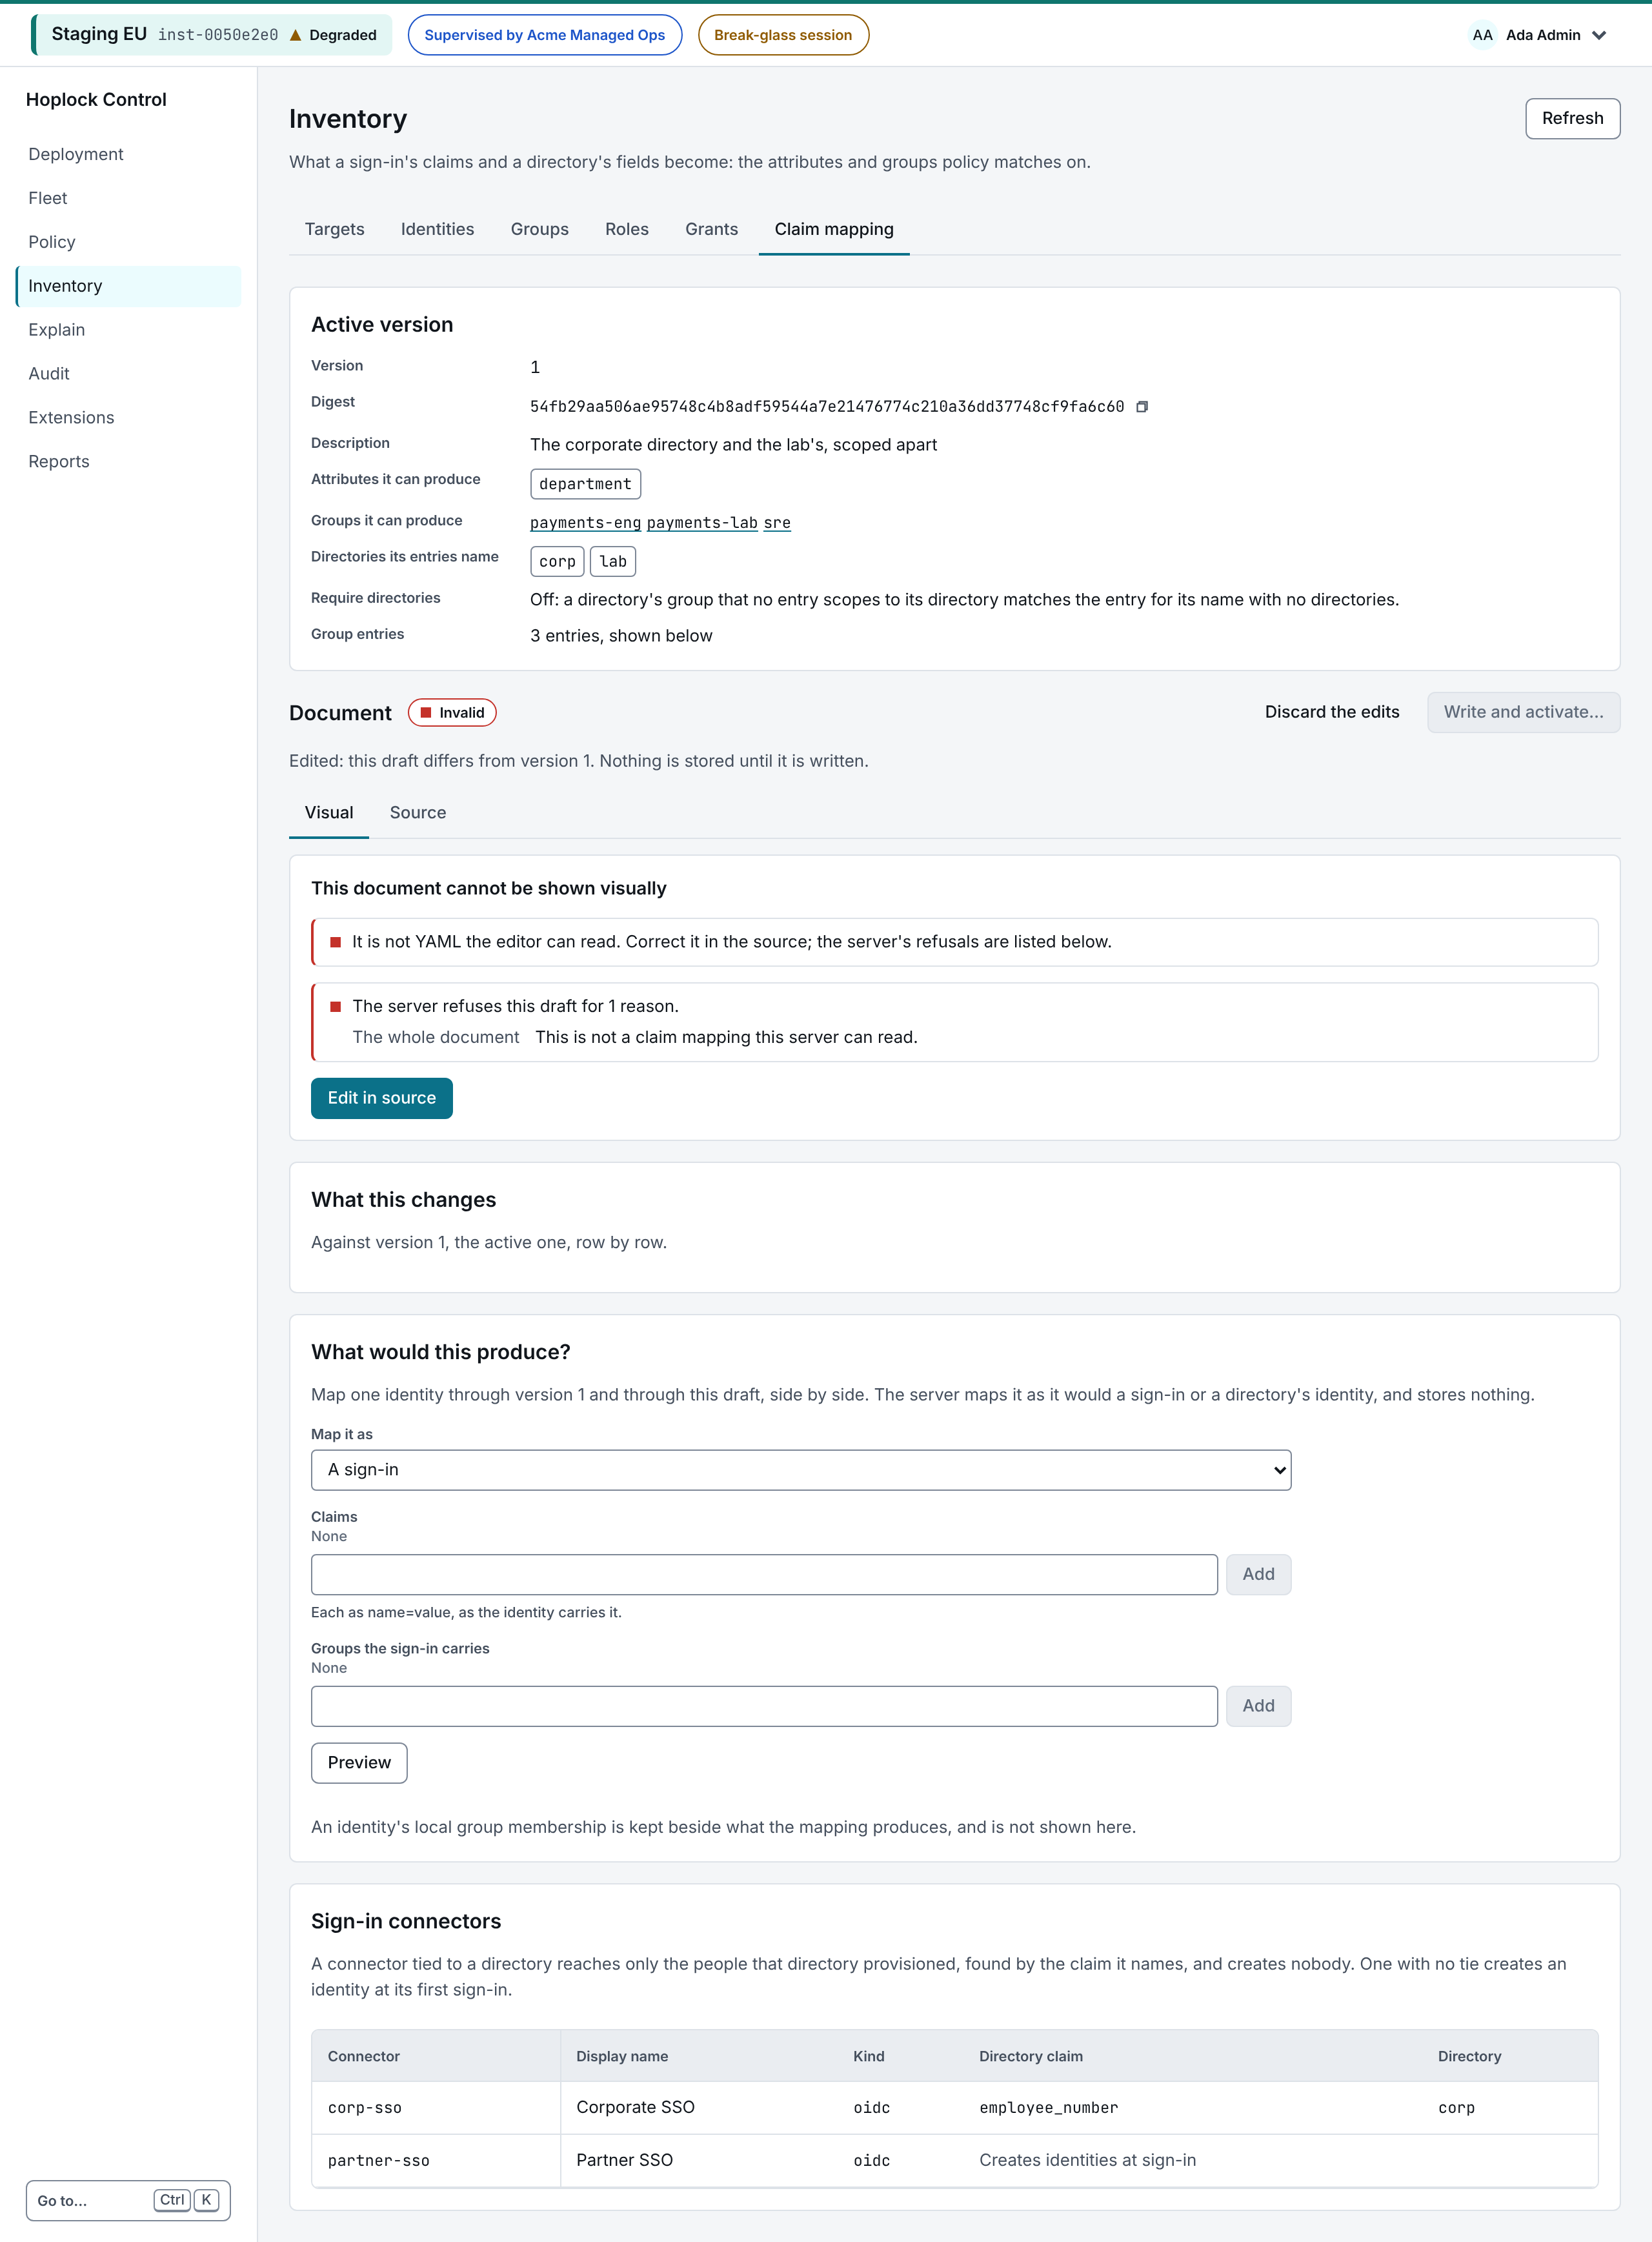 Staging EU inst-0050e2e0 Degraded
Supervised by Acme Managed Ops
Break-glass session
AA Ada Admin
Hoplock Control
Deployment
Fleet
Policy
Inventory
Explain
Audit
Extensions
Reports
Go to... Ctrl K
Inventory
Refresh
What a sign-in's claims and a directory's fields become: the attributes and groups policy matches on.
Targets Identities Groups Roles Grants Claim mapping
Active version
Version 1
Digest 54fb29aa506ae95748c4b8adf59544a7e21476774c210a36dd37748cf9fa6c60
Description The corporate directory and the lab's, scoped apart
Attributes it can produce department
Groups it can produce payments-eng payments-lab sre
Directories its entries name corp lab
Require directories Off: a directory's group that no entry scopes to its directory matches the entry for its name with no directories.
Group entries 3 entries, shown below
Document Invalid
Discard the edits
Write and activate...
Edited: this draft differs from version 1. Nothing is stored until it is written.
Visual Source
This document cannot be shown visually
It is not YAML the editor can read. Correct it in the source; the server's refusals are listed below.
The server refuses this draft for 1 reason.
The whole document This is not a claim mapping this server can read.
Edit in source
What this changes
Against version 1, the active one, row by row.
What would this produce?
Map one identity through version 1 and through this draft, side by side. The server maps it as it would a sign-in or a directory's identity, and stores nothing.
Map it as
A sign-in
Claims
None
Add
Each as name=value, as the identity carries it.
Groups the sign-in carries
None
Add
Preview
An identity's local group membership is kept beside what the mapping produces, and is not shown here.
Sign-in connectors
A connector tied to a directory reaches only the people that directory provisioned, found by the claim it names, and creates nobody. One with no tie creates an
identity at its first sign-in.
Connector Display name Kind Directory claim Directory
corp-sso Corporate SSO oidc employee_number corp
partner-sso Partner SSO oidc Creates identities at sign-in